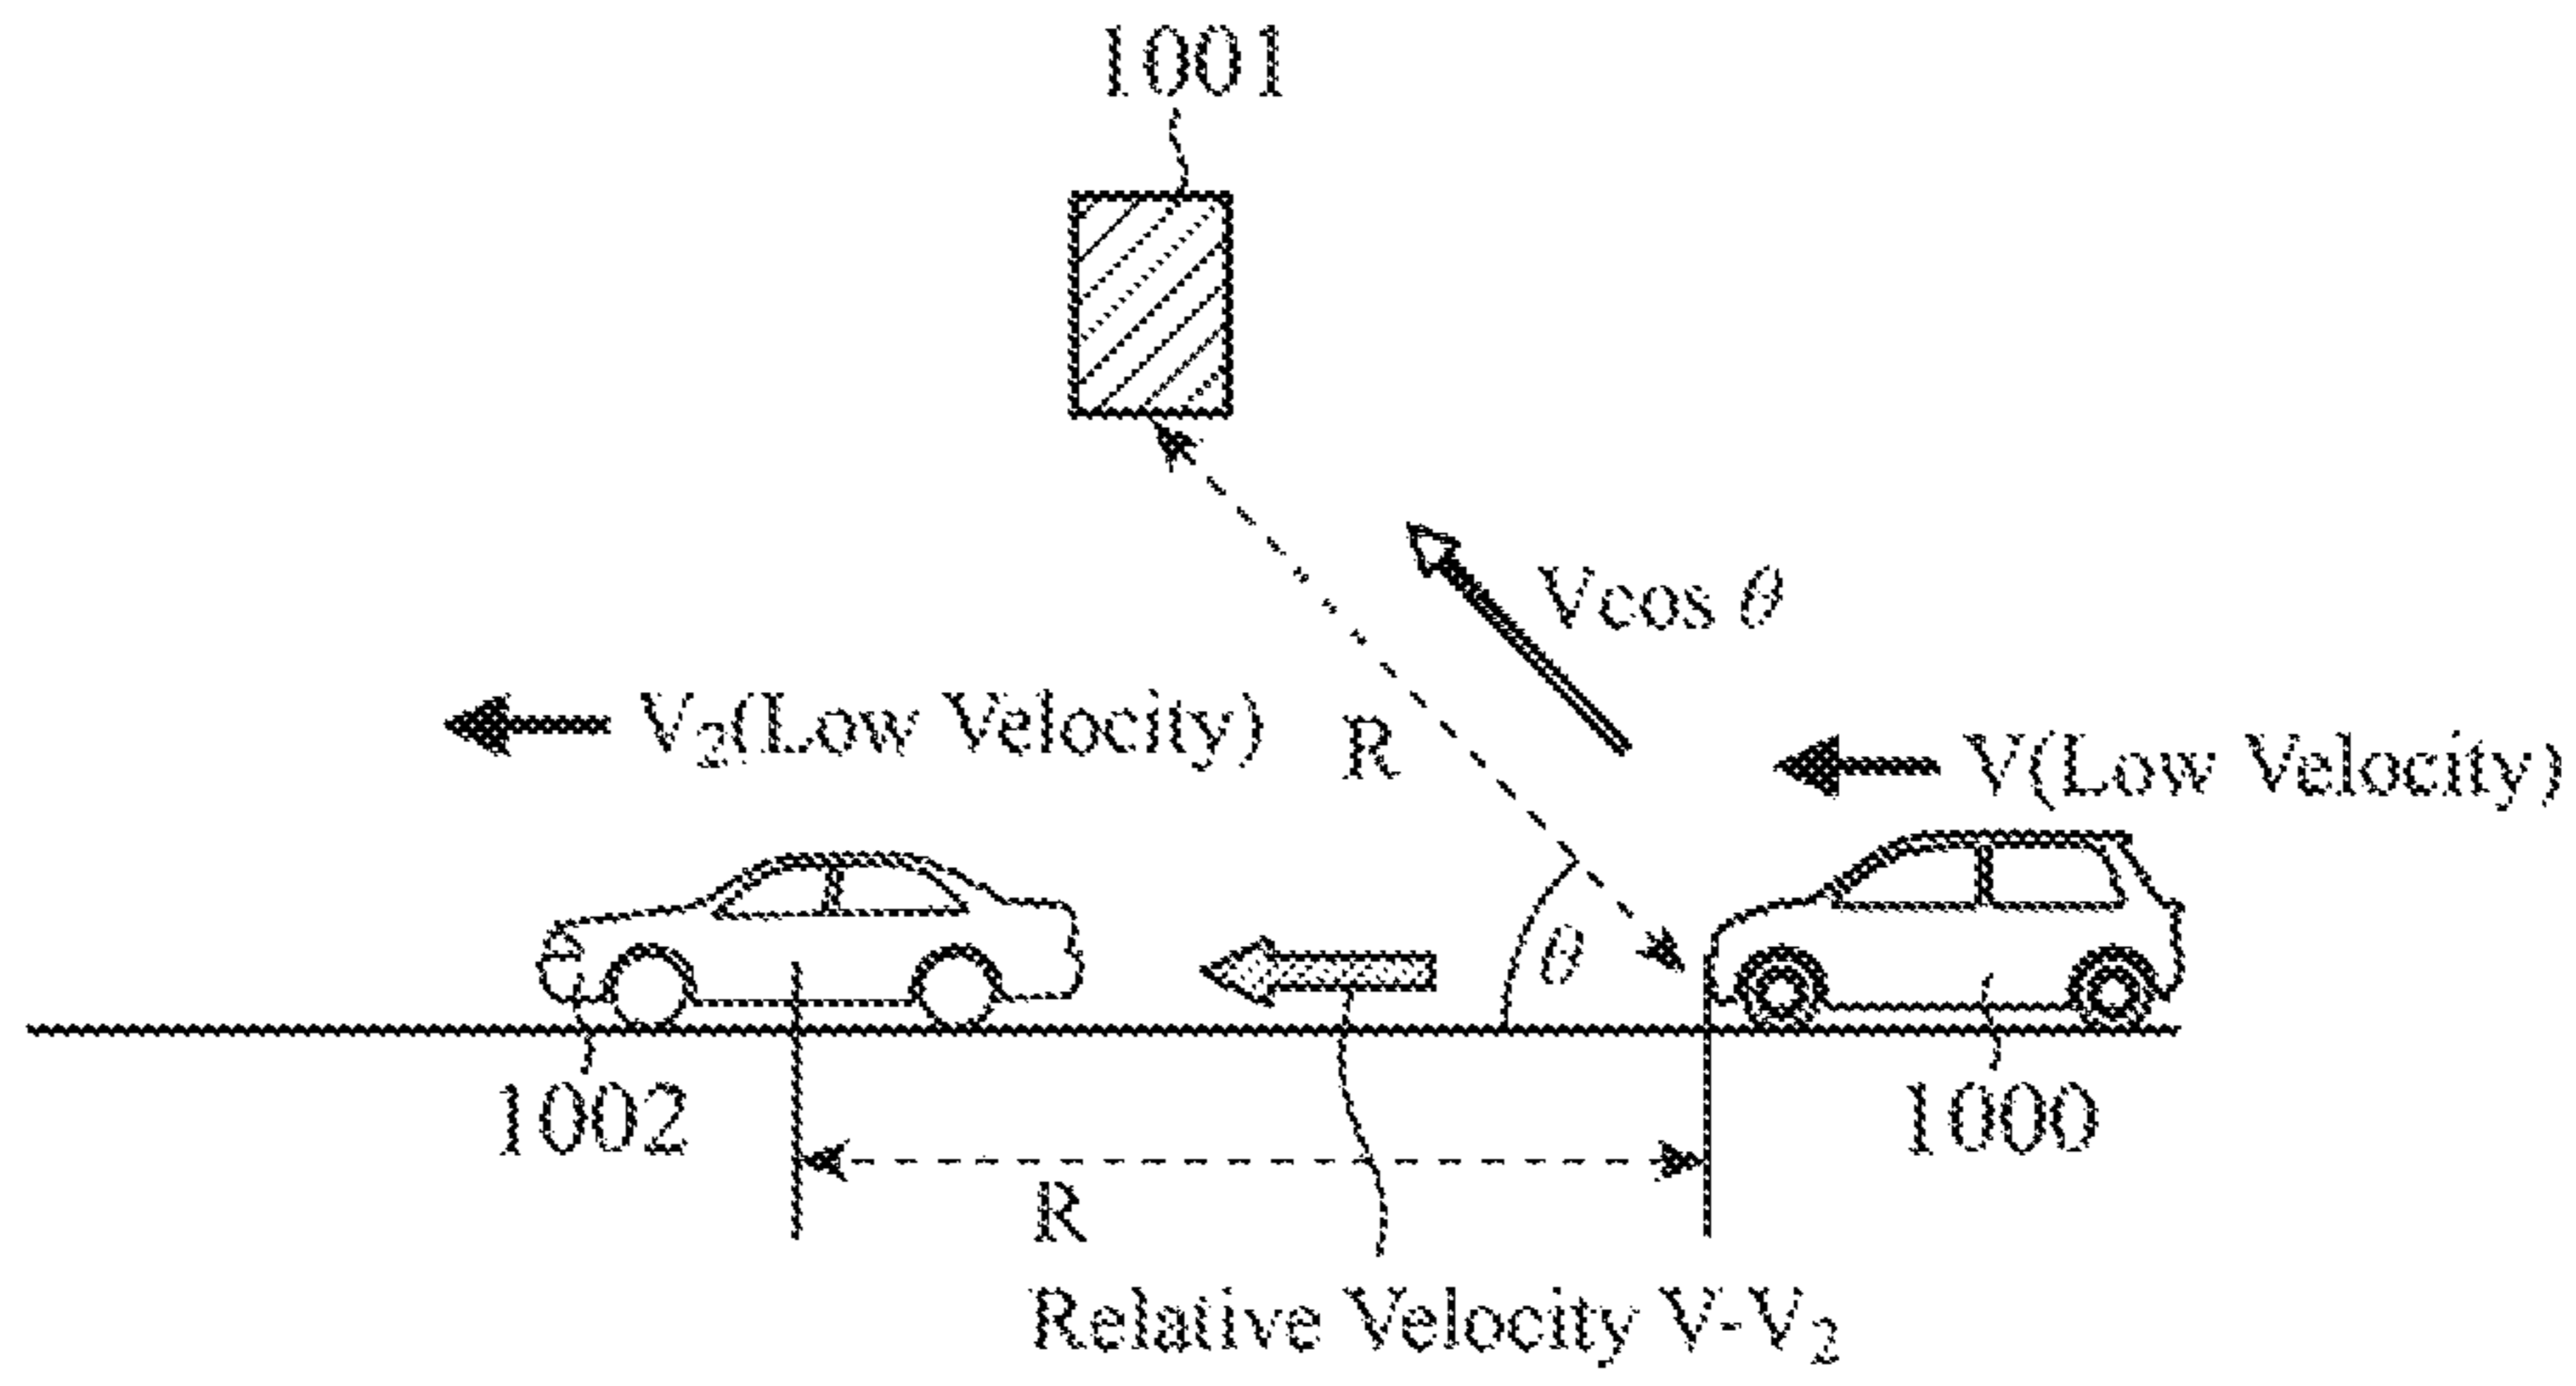 1001
Vcos θ
V₂(Low Velocity)
R
V(Low Velocity)
θ
1002
1000
R
Relative Velocity V-V₂